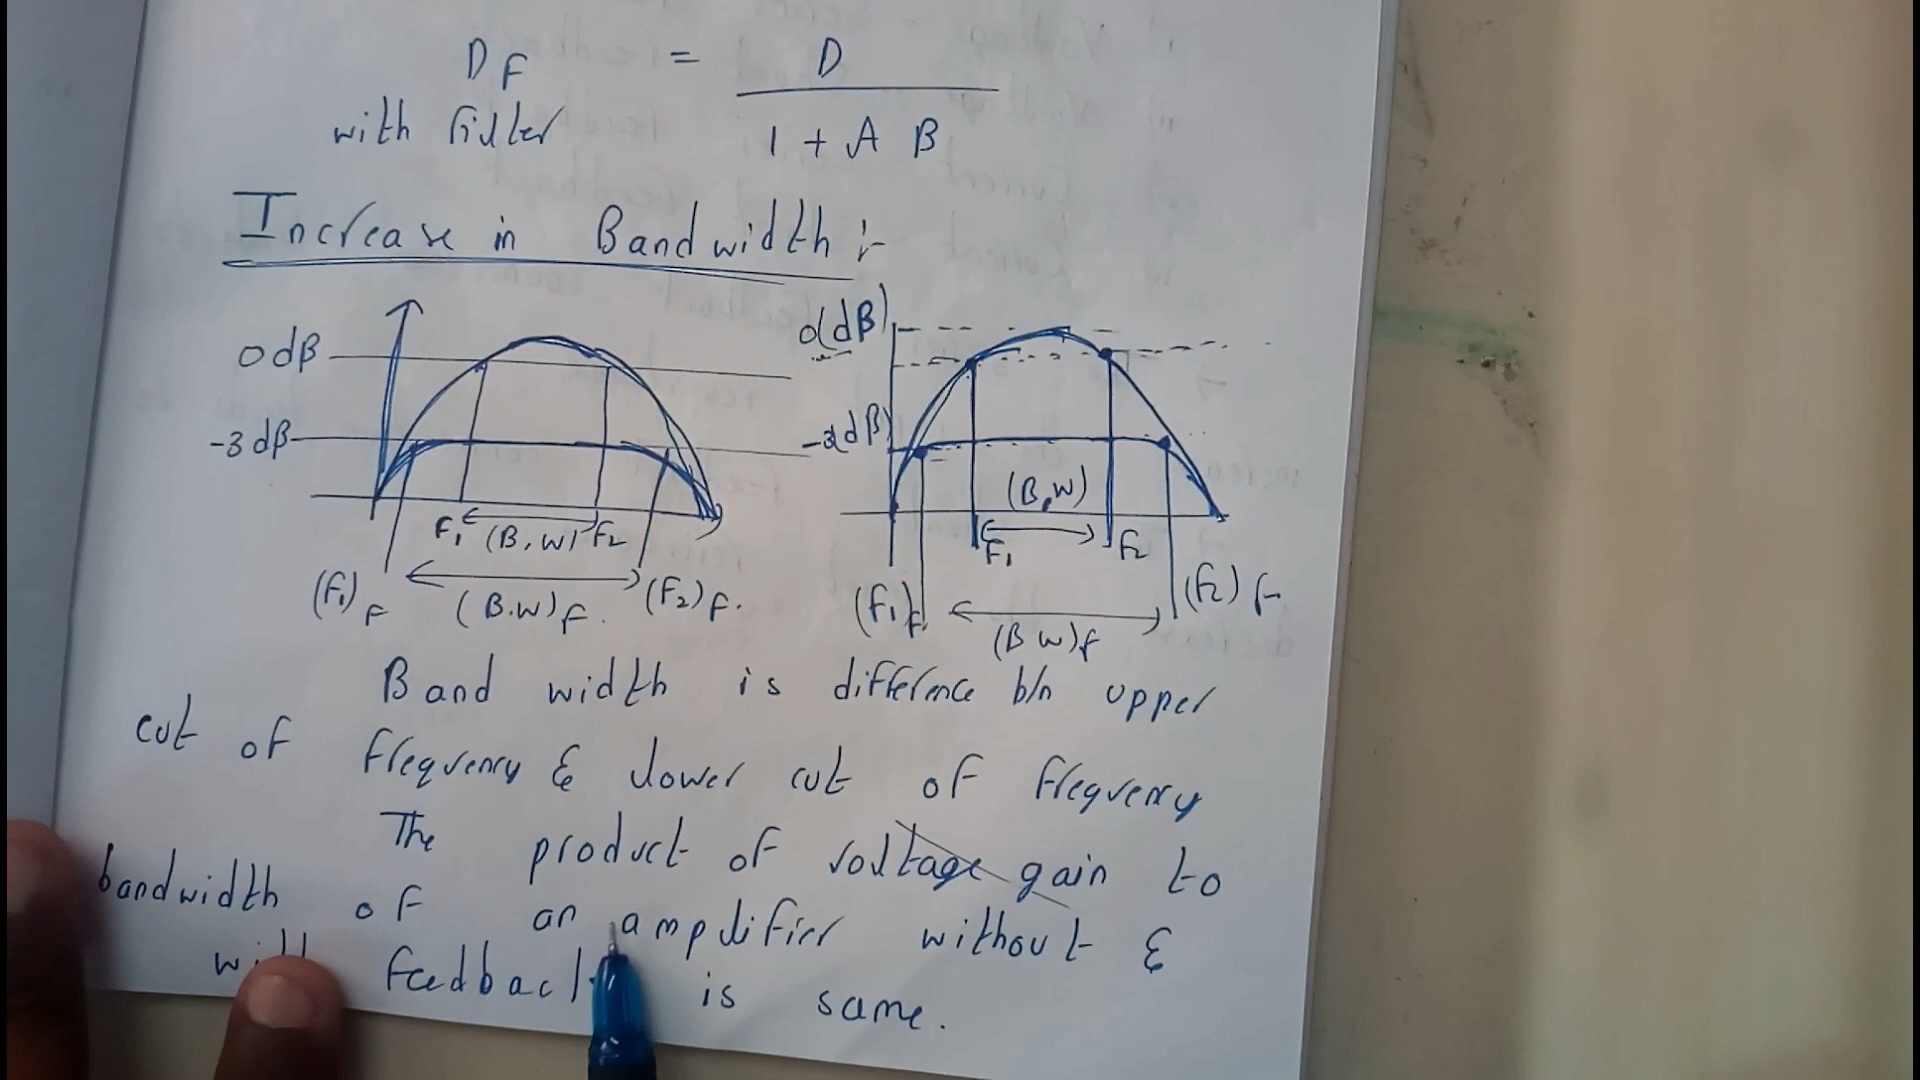 DF = D
with Filter 1 + A B
Increase in Bandwidth :-
0 dB
-3 dB
F1 (B.W) F2
(F1)F (B.W)F. (F2)F.
0(dB)
-3dB)
(B.W)
F1 F2
(F1)F (B W)F (F2)F
Band width is difference b/n upper
cut of frequency & lower cut of frequency
The product of voltage gain to
bandwidth of an amplifier without &
with feedback is same.